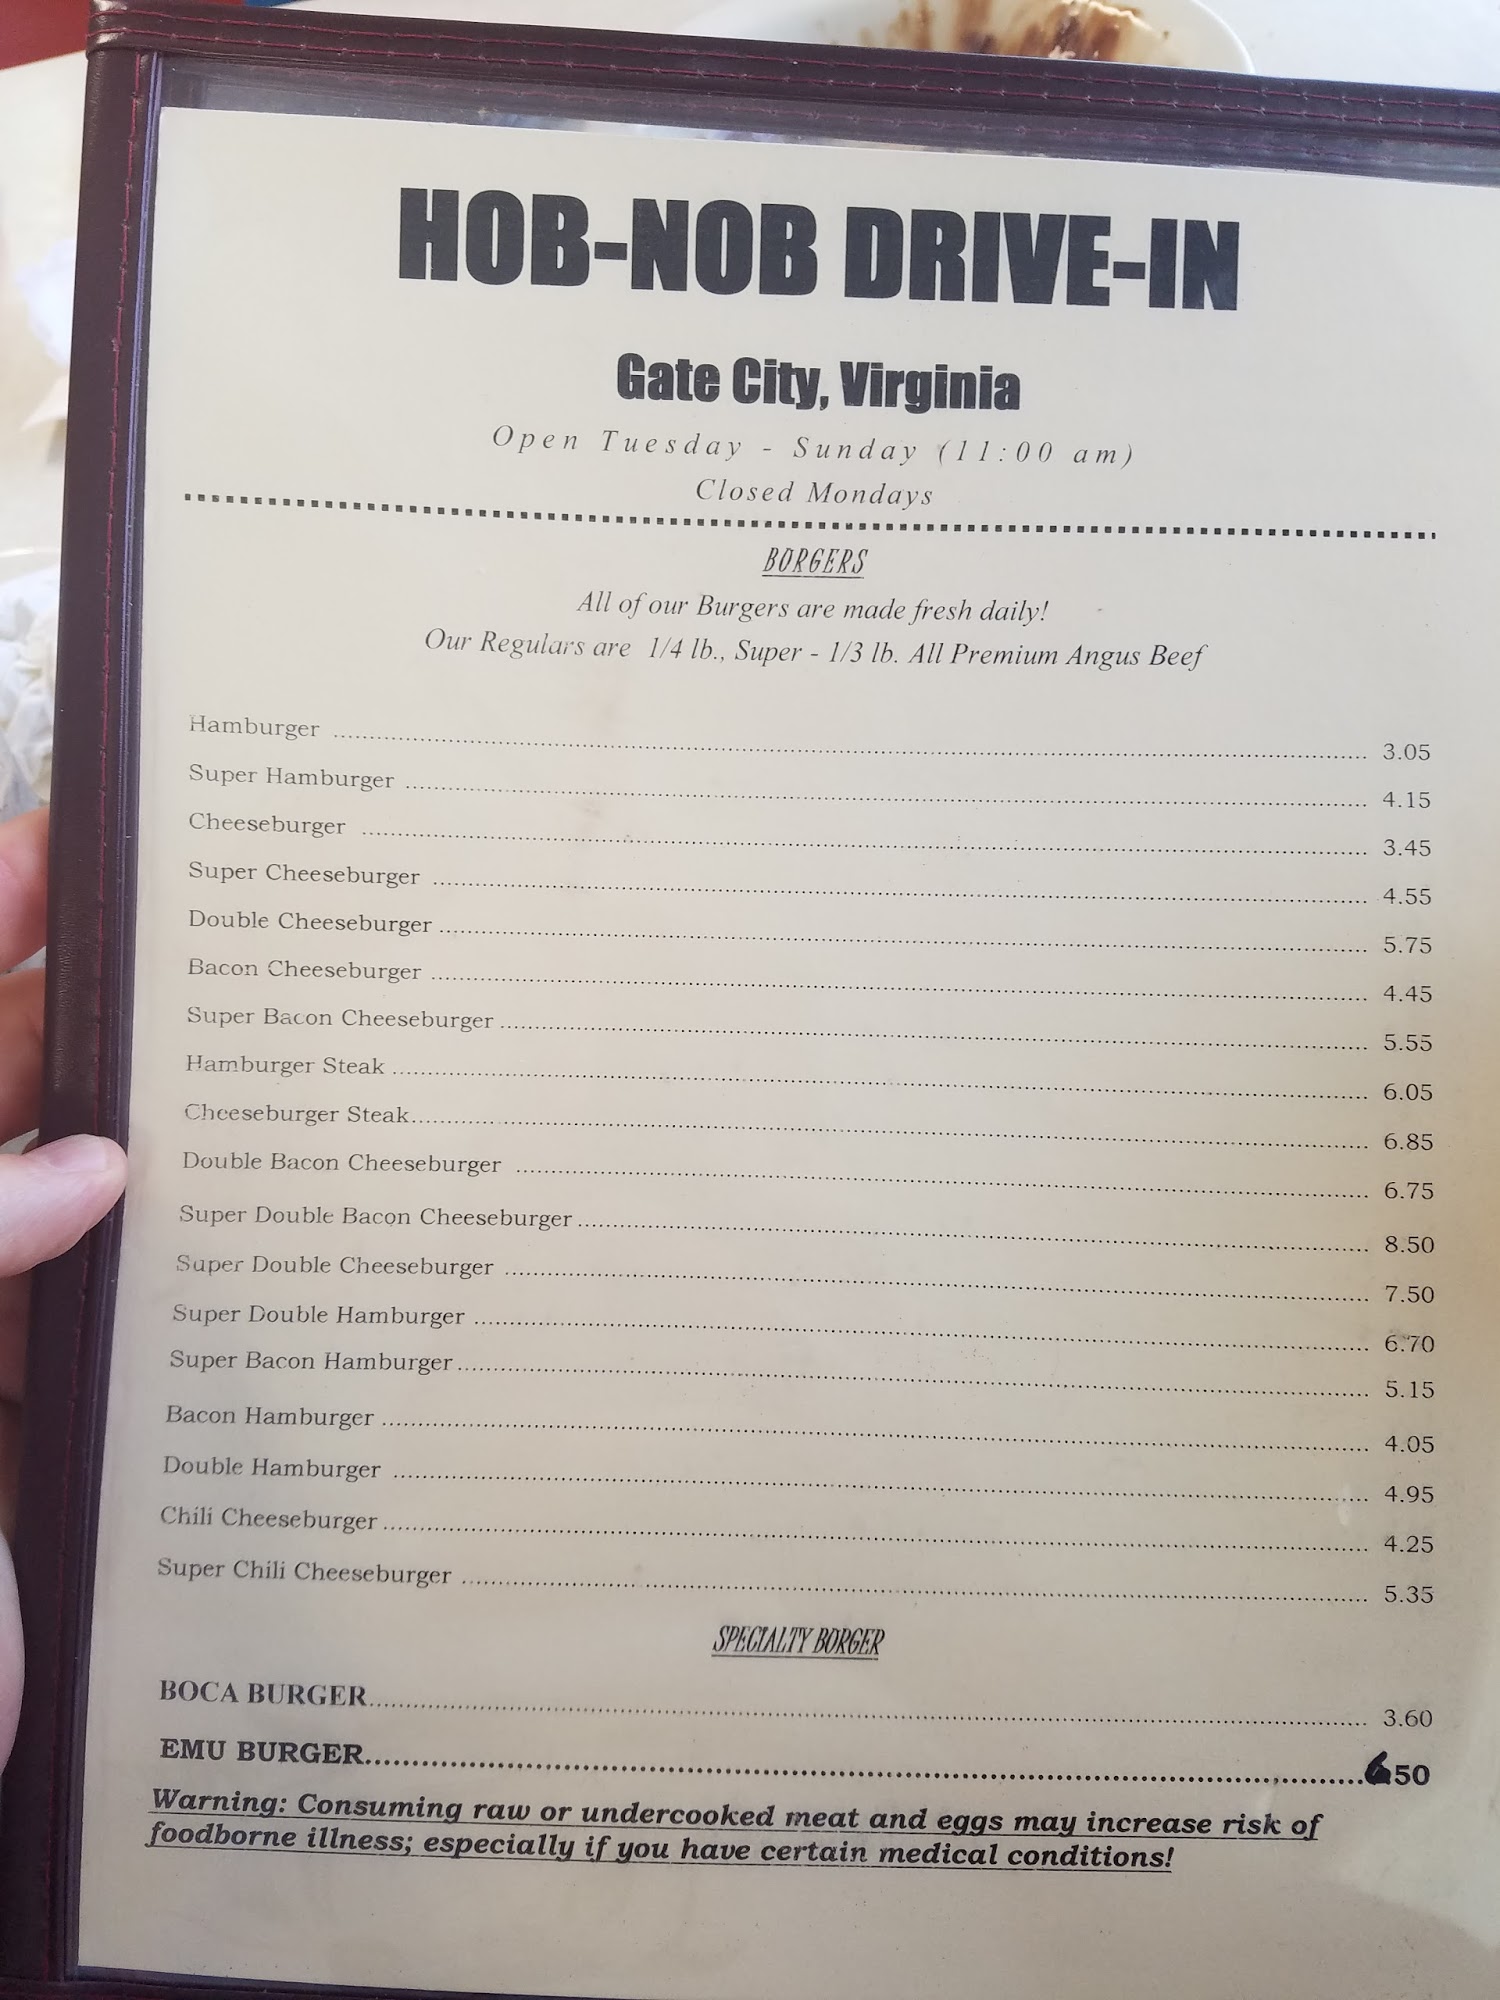 HOB-NOB DRIVE-IN
Gate City, Virginia
Open Tuesday - Sunday (11:00 am)
Closed Mondays
BORGERS
All of our Burgers are made fresh daily!
Our Regulars are 1/4 lb., Super - 1/3 lb. All Premium Angus Beef
Hamburger 3.05
Super Hamburger 4.15
Cheeseburger 3.45
Super Cheeseburger 4.55
Double Cheeseburger 5.75
Bacon Cheeseburger 4.45
Super Bacon Cheeseburger 5.55
Hamburger Steak 6.05
Cheeseburger Steak 6.85
Double Bacon Cheeseburger 6.75
Super Double Bacon Cheeseburger 8.50
Super Double Cheeseburger 7.50
Super Double Hamburger 6.70
Super Bacon Hamburger 5.15
Bacon Hamburger 4.05
Double Hamburger 4.95
Chili Cheeseburger 4.25
Super Chili Cheeseburger 5.35
SPECIALTY BORGER
BOCA BURGER 3.60
EMU BURGER 650
Warning: Consuming raw or undercooked meat and eggs may increase risk of
foodborne illness; especially if you have certain medical conditions!